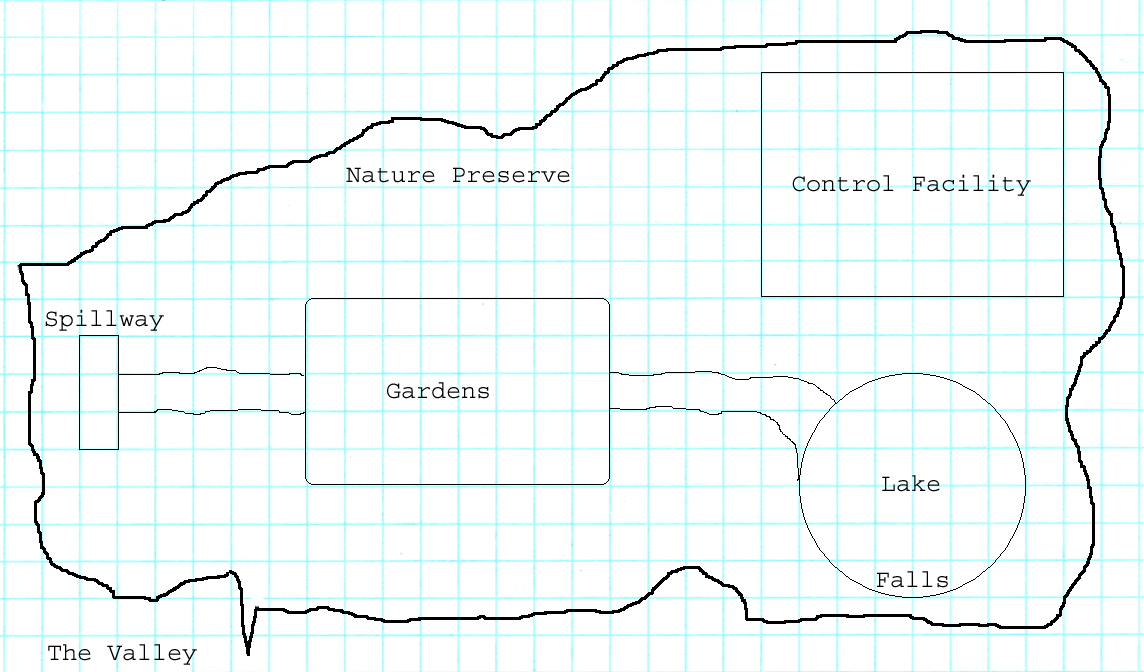 Nature Preserve
Control Facility
Spillway
Gardens
Lake
Falls
The Valley